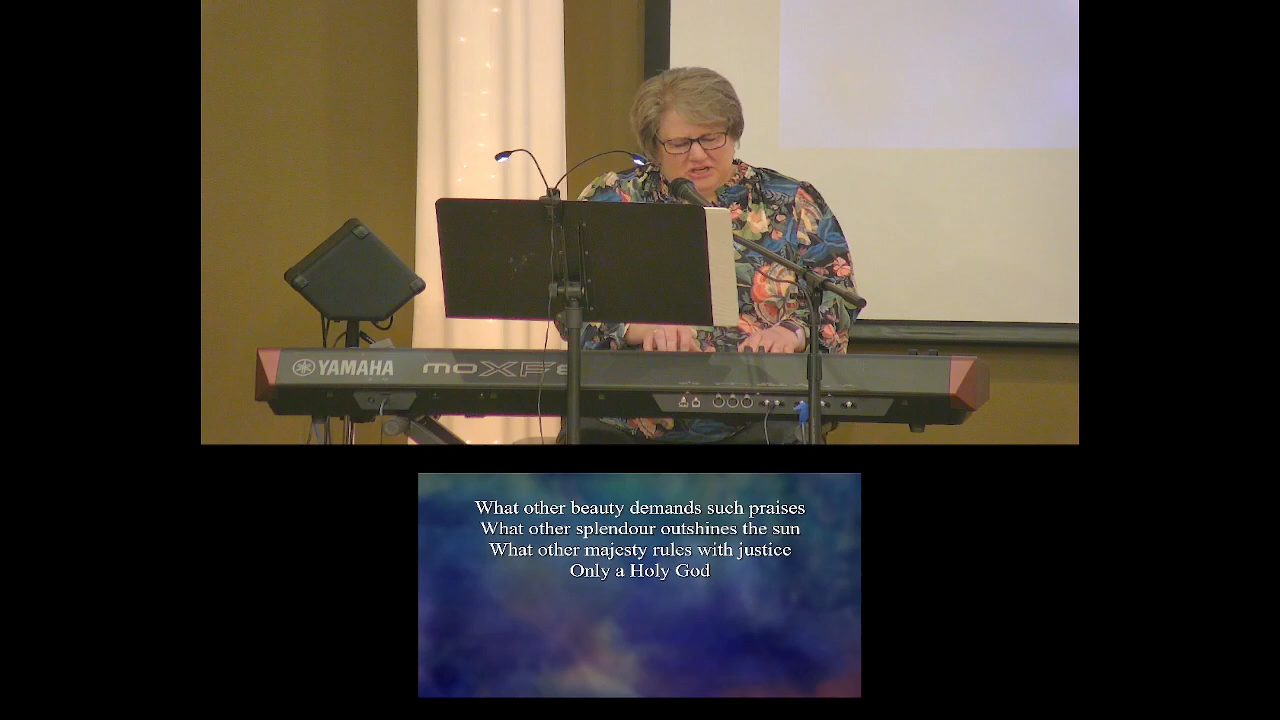 YAMAHA
MOXF8
What other beauty demands such praises
What other splendour outshines the sun
What other majesty rules with justice
Only a Holy God